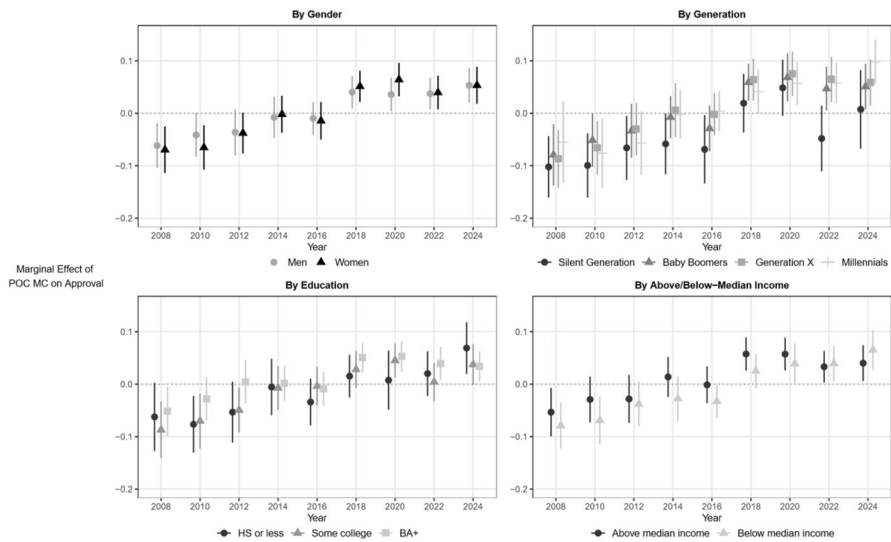 By Gender
0.1
0.0
−0.1
−0.2
2008 2010 2012 2014 2016 2018 2020 2022 2024
Year
Men Women
By Generation
0.1
0.0
−0.1
−0.2
2008 2010 2012 2014 2016 2018 2020 2022 2024
Year
Silent Generation Baby Boomers Generation X Millennials
Marginal Effect of
POC MC on Approval
By Education
0.1
0.0
−0.1
−0.2
2008 2010 2012 2014 2016 2018 2020 2022 2024
Year
HS or less Some college BA+
By Above/Below−Median Income
0.1
0.0
−0.1
−0.2
2008 2010 2012 2014 2016 2018 2020 2022 2024
Year
Above median income Below median income